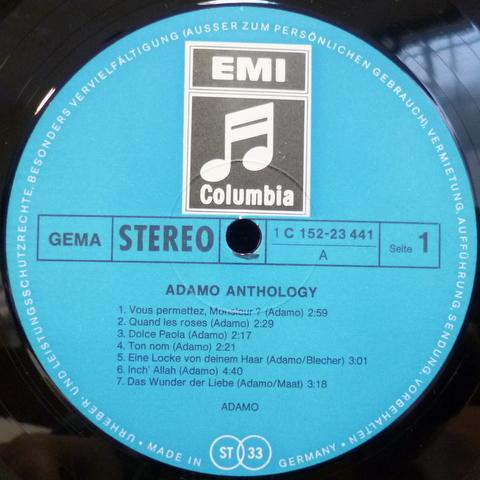 URHEBER- UND LEISTUNGSSCHUTZRECHTE, BESONDERS VERVIELFÄLTIGUNG (AUSSER ZUM PERSÖNLICHEN GEBRAUCH), VERMIETUNG, AUFFÜHRUNG, SENDUNG, VORBEHALTEN
EMI
Columbia
GEMA
STEREO
1 C 152-23 441
A
Seite 1
ADAMO ANTHOLOGY
1. Vous permettez, Monsieur? (Adamo) 2:59
2. Quand les roses (Adamo) 2:29
3. Dolce Paola (Adamo) 2:17
4. Ton nom (Adamo) 2:21
5. Eine Locke von deinem Haar (Adamo/Blecher) 3:01
6. Inch' Allah (Adamo) 4:40
7. Das Wunder der Liebe (Adamo/Maat) 3:18
ADAMO
• MADE IN ST 33 GERMANY •